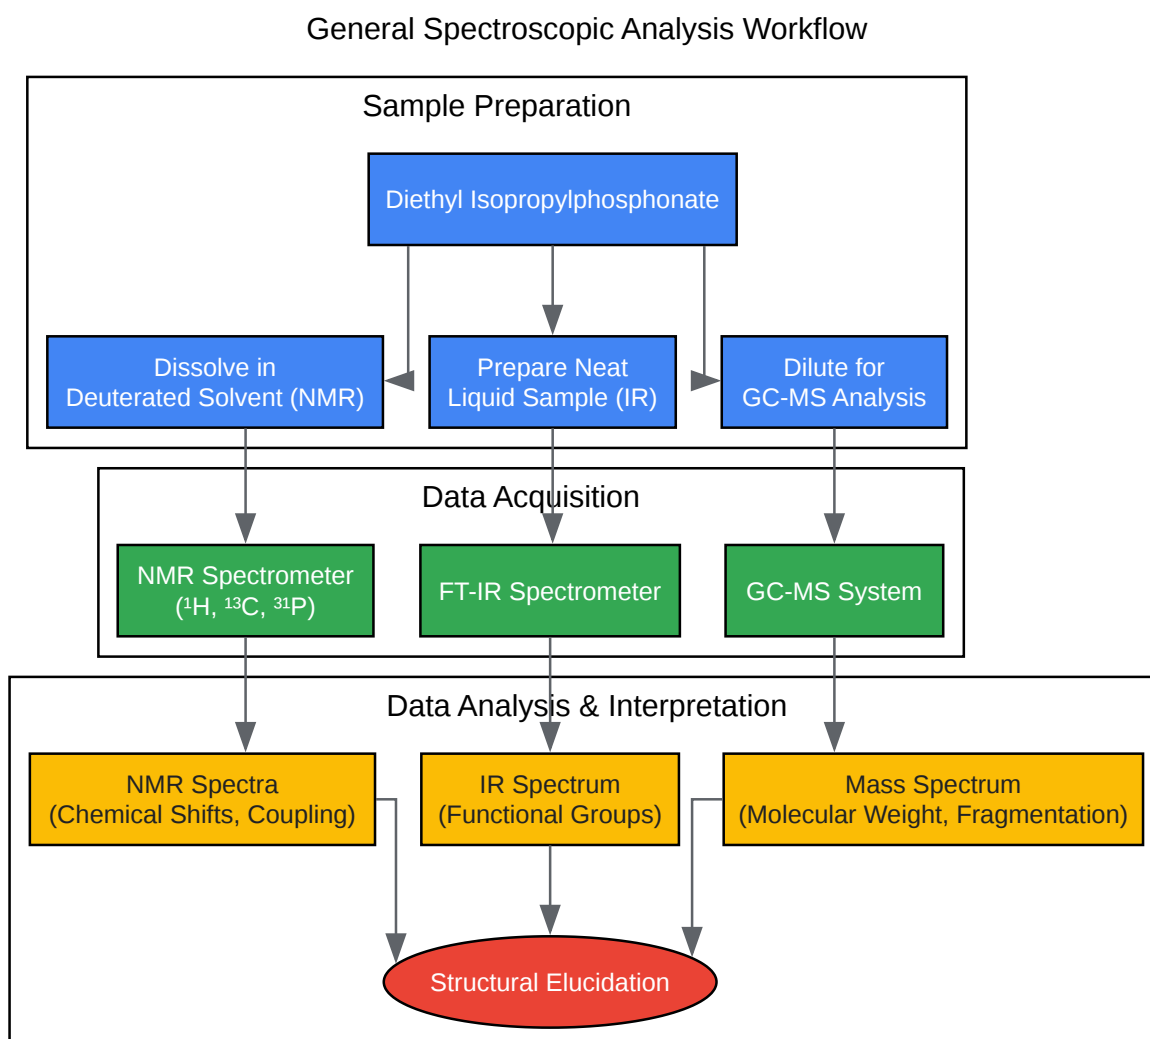 General Spectroscopic Analysis Workflow
Sample Preparation
Diethyl Isopropylphosphonate
Dissolve in
Deuterated Solvent (NMR)
Prepare Neat
Liquid Sample (IR)
Dilute for
GC-MS Analysis
Data Acquisition
NMR Spectrometer
(¹H, ¹³C, ³¹P)
FT-IR Spectrometer
GC-MS System
Data Analysis & Interpretation
NMR Spectra
(Chemical Shifts, Coupling)
IR Spectrum
(Functional Groups)
Mass Spectrum
(Molecular Weight, Fragmentation)
Structural Elucidation